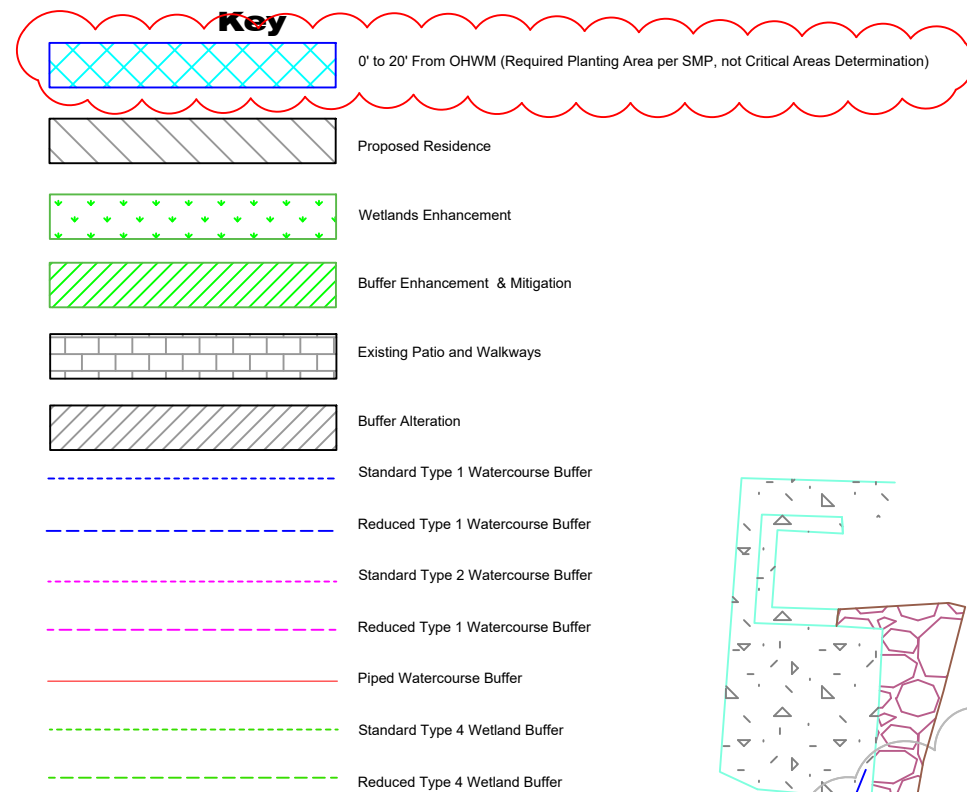 Key
0' to 20' From OHWM (Required Planting Area per SMP, not Critical Areas Determination)
Proposed Residence
Wetlands Enhancement
Buffer Enhancement & Mitigation
Existing Patio and Walkways
Buffer Alteration
Standard Type 1 Watercourse Buffer
Reduced Type 1 Watercourse Buffer
Standard Type 2 Watercourse Buffer
Reduced Type 1 Watercourse Buffer
Piped Watercourse Buffer
Standard Type 4 Wetland Buffer
Reduced Type 4 Wetland Buffer